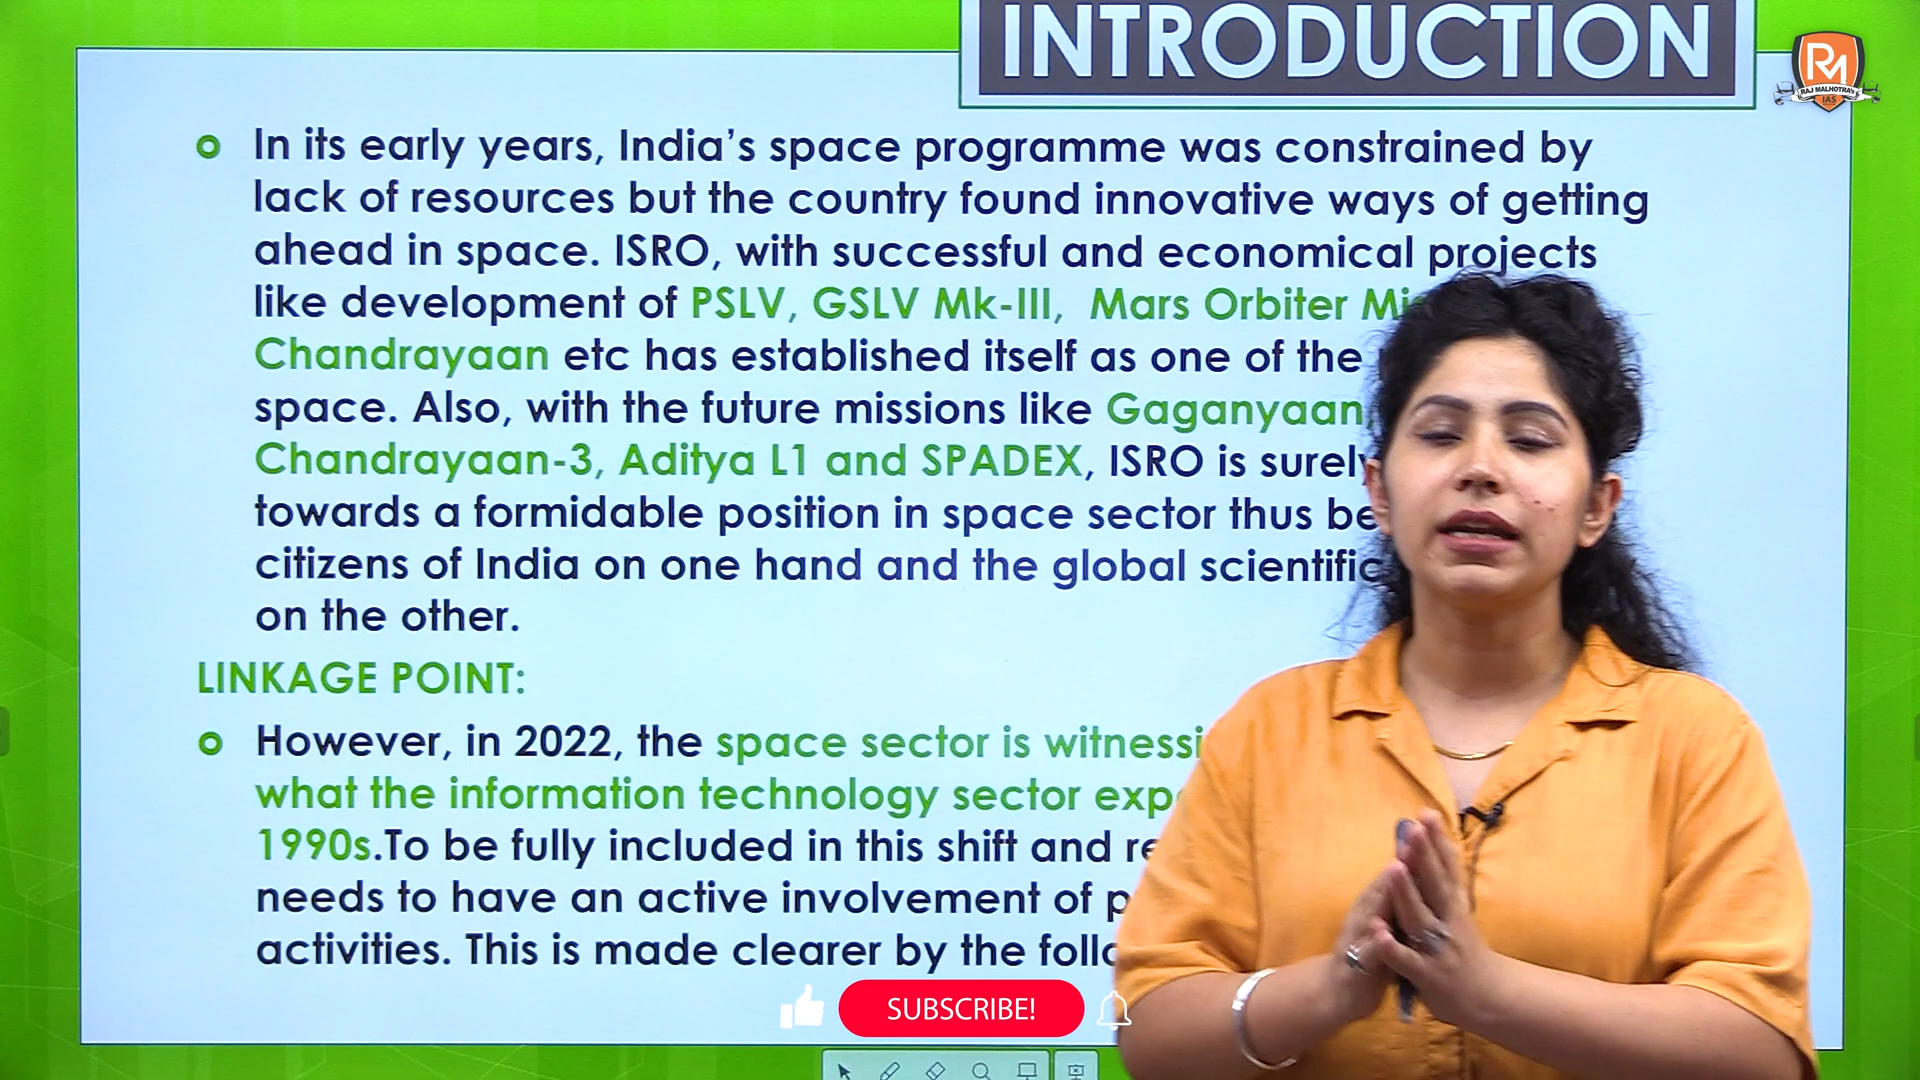 INTRODUCTION
RM
RAJ MALHOTRA'S
IAS
In its early years, India’s space programme was constrained by
lack of resources but the country found innovative ways of getting
ahead in space. ISRO, with successful and economical projects
like development of PSLV, GSLV Mk-III, Mars Orbiter
Chandrayaan etc has established itself as one of the
space. Also, with the future missions like Gaganyaan,
Chandrayaan-3, Aditya L1 and SPADEX, ISRO is surely
towards a formidable position in space sector thus
citizens of India on one hand and the global scientific
on the other.
LINKAGE POINT:
However, in 2022, the space sector is
what the information technology sector
1990s.To be fully included in this shift and
needs to have an active involvement of
activities. This is made clearer by the
SUBSCRIBE!